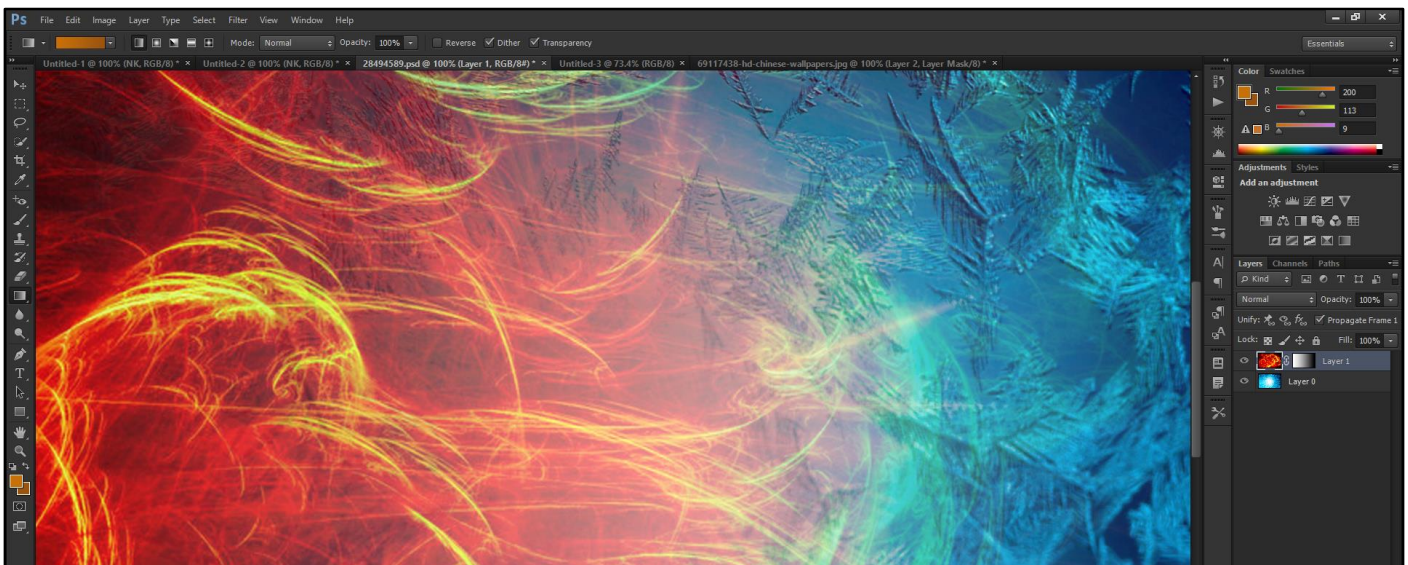 Ps File Edit Image Layer Type Select Filter View Window Help
Mode: Normal Opacity: 100% Reverse Dither Transparency Essentials
Untitled-1 @ 100% (NK, RGB/8) * × Untitled-2 @ 100% (NK, RGB/8) * × 28494589.psd @ 100% (Layer 1, RGB/8#) * × Untitled-3 @ 73.4% (RGB/8) × 69117438-hd-chinese-wallpapers.jpg @ 100% (Layer 2, Layer Mask/8) * ×
Color Swatches
R 200
G 113
B 9
Adjustments Styles
Add an adjustment
Layers Channels Paths
Kind
Normal Opacity: 100%
Unify: Propagate Frame 1
Lock: Fill: 100%
Layer 1
Layer 0